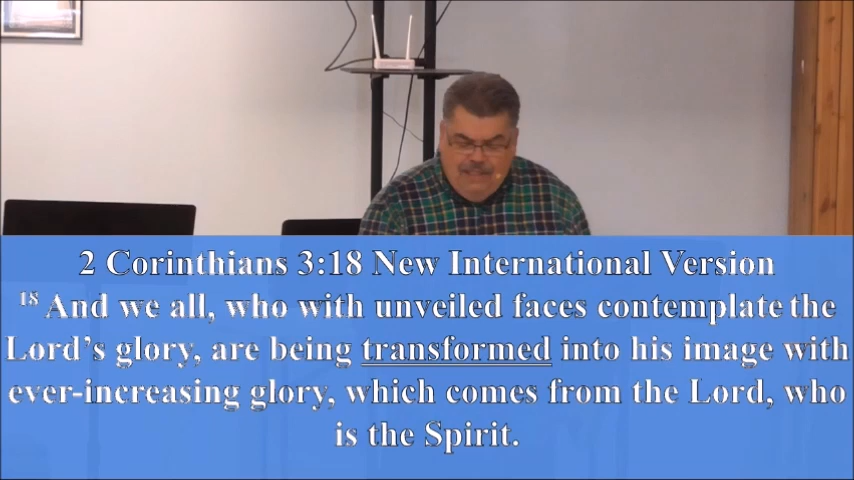 2 Corinthians 3:18 New International Version
18 And we all, who with unveiled faces contemplate the
Lord's glory, are being transformed into his image with
ever-increasing glory, which comes from the Lord, who
is the Spirit.